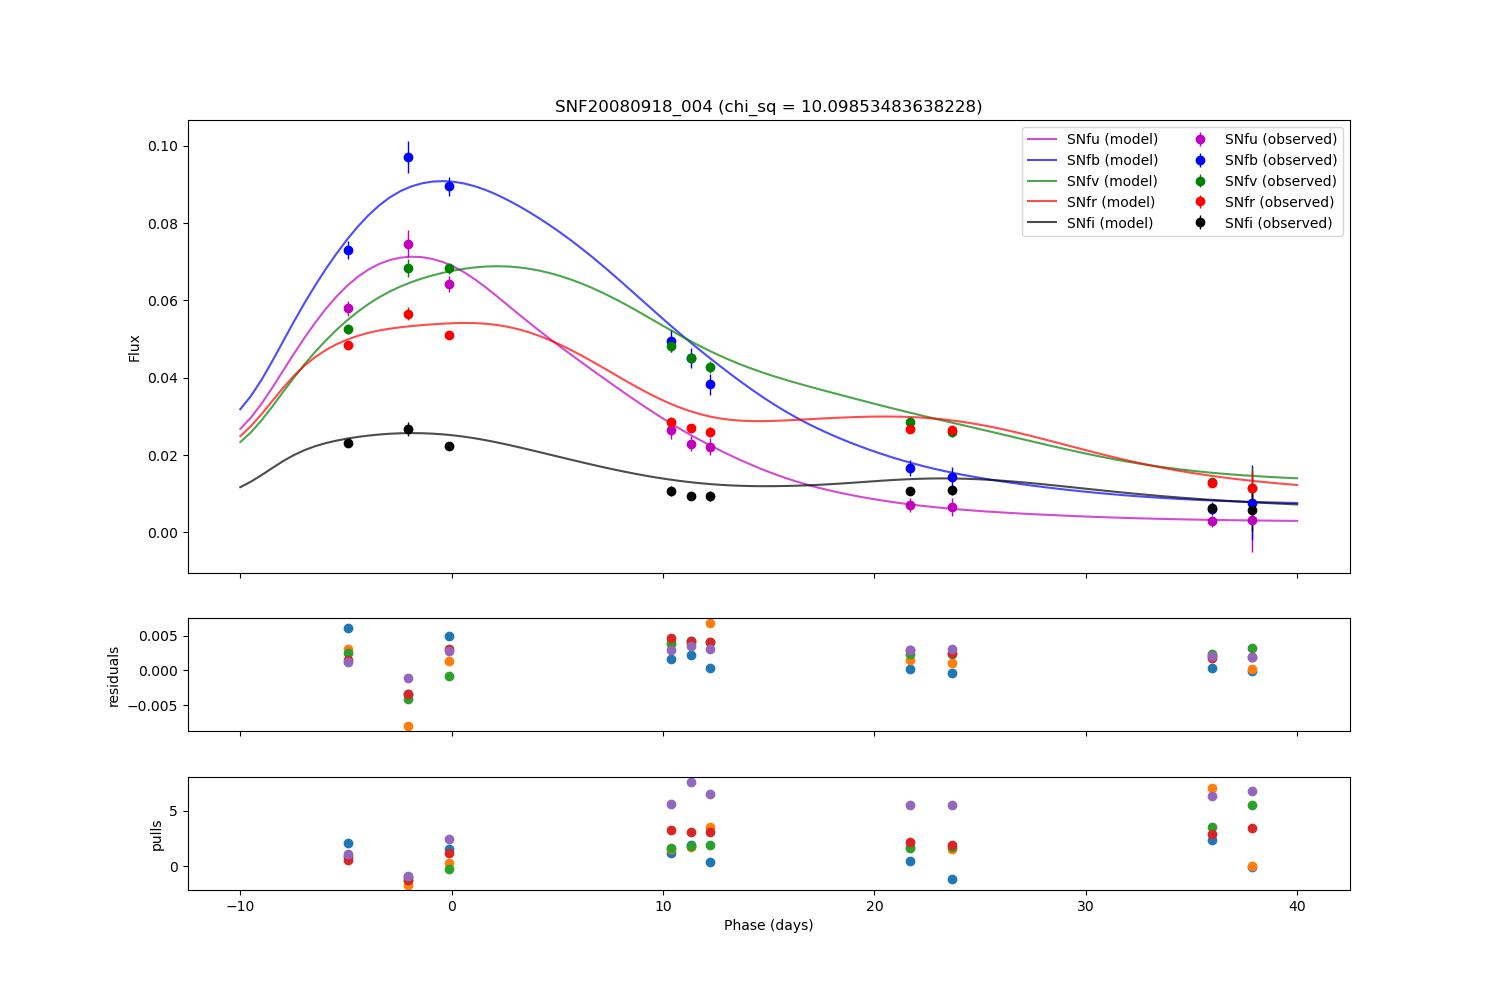 SNF20080918_004 (chi_sq = 10.09853483638228)
SNfu (model) SNfu (observed)
SNfb (model) SNfb (observed)
SNfv (model) SNfv (observed)
SNfr (model) SNfr (observed)
SNfi (model) SNfi (observed)
Flux
0.10
0.08
0.06
0.04
0.02
0.00
residuals
0.005
0.000
−0.005
pulls
5
0
−10 0 10 20 30 40
Phase (days)